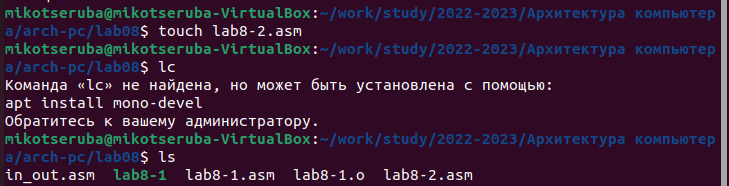 mikotseruba@mikotseruba-VirtualBox:~/work/study/2022-2023/Архитектура компьютер
а/arch-pc/lab08$ touch lab8-2.asm
mikotseruba@mikotseruba-VirtualBox:~/work/study/2022-2023/Архитектура компьютер
а/arch-pc/lab08$ lc
Команда «lc» не найдена, но может быть установлена с помощью:
apt install mono-devel
Обратитесь к вашему администратору.
mikotseruba@mikotseruba-VirtualBox:~/work/study/2022-2023/Архитектура компьютер
а/arch-pc/lab08$ ls
in_out.asm  lab8-1  lab8-1.asm  lab8-1.o  lab8-2.asm